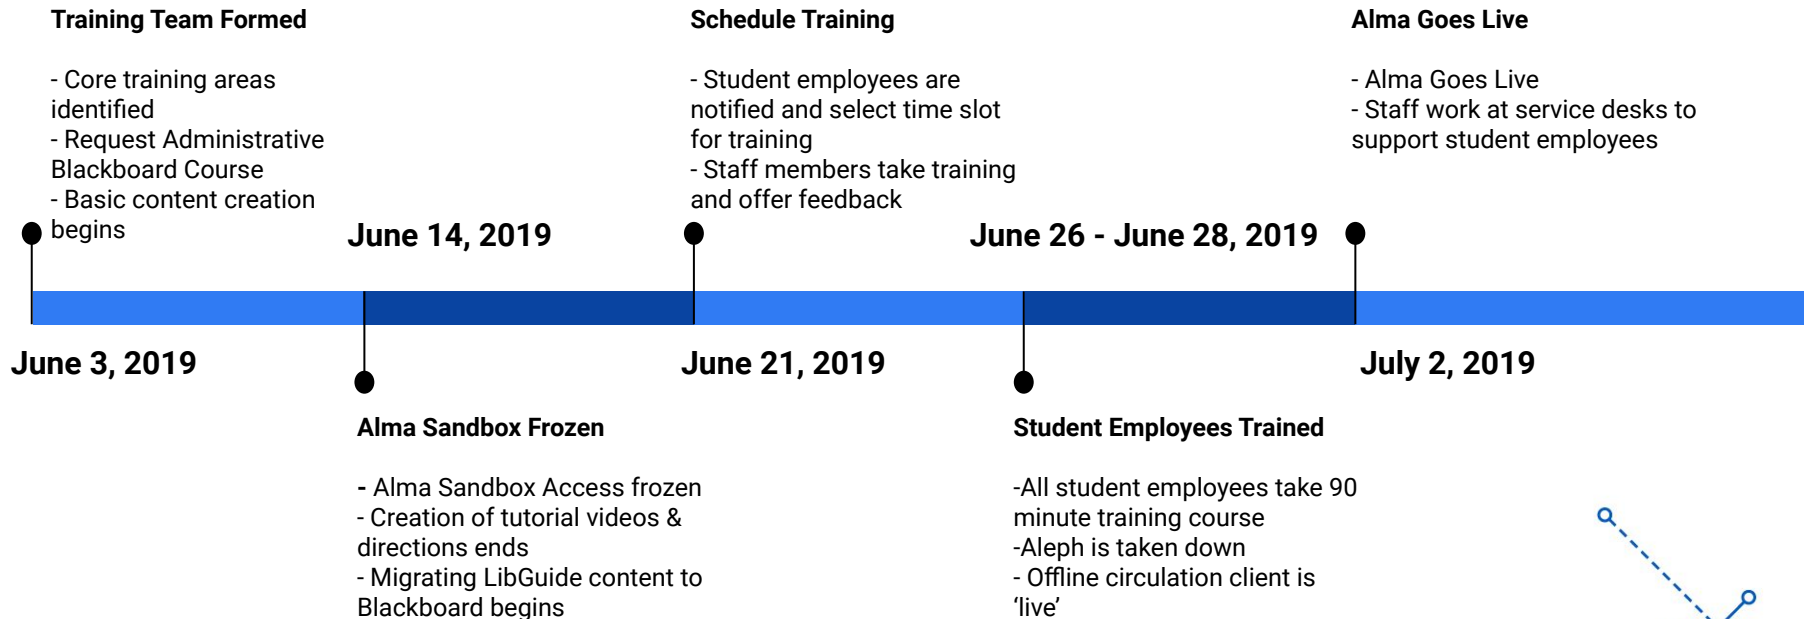 Training Team Formed
- Core training areas
identified
- Request Administrative
Blackboard Course
- Basic content creation
begins
June 3, 2019
June 14, 2019
Alma Sandbox Frozen
- Alma Sandbox Access frozen
- Creation of tutorial videos &
directions ends
- Migrating LibGuide content to
Blackboard begins
Schedule Training
- Student employees are
notified and select time slot
for training
- Staff members take training
and offer feedback
June 21, 2019
June 26 - June 28, 2019
Student Employees Trained
-All student employees take 90
minute training course
-Aleph is taken down
- Offline circulation client is
‘live’
Alma Goes Live
- Alma Goes Live
- Staff work at service desks to
support student employees
July 2, 2019